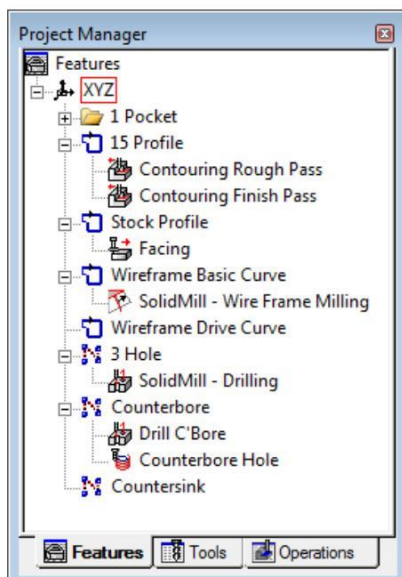 Project Manager
Features
XYZ
1 Pocket
15 Profile
Contouring Rough Pass
Contouring Finish Pass
Stock Profile
Facing
Wireframe Basic Curve
SolidMill - Wire Frame Milling
Wireframe Drive Curve
3 Hole
SolidMill - Drilling
Counterbore
Drill C'Bore
Counterbore Hole
Countersink
Features Tools Operations